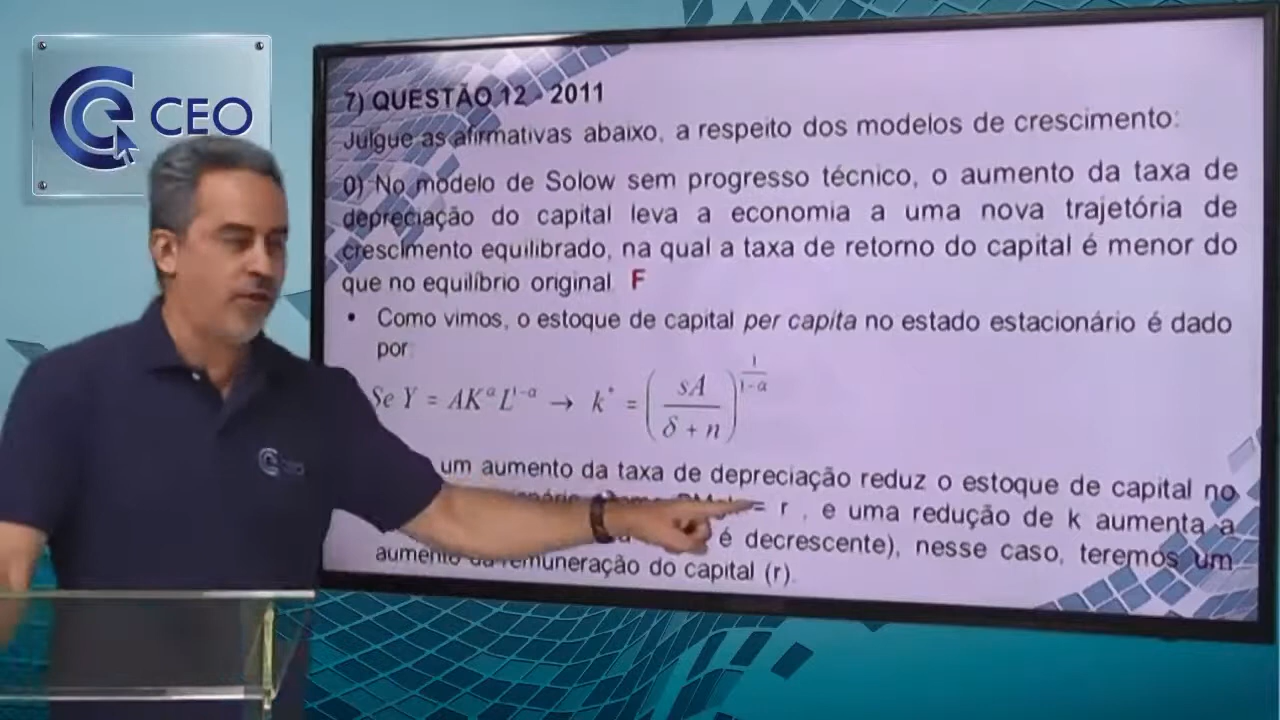 CEO
7) QUESTÃO 12 - 2011
Julgue as afirmativas abaixo, a respeito dos modelos de crescimento:
0) No modelo de Solow sem progresso técnico, o aumento da taxa de
depreciação do capital leva a economia a uma nova trajetória de
crescimento equilibrado, na qual a taxa de retorno do capital é menor do
que no equilíbrio original F
• Como vimos, o estoque de capital per capita no estado estacionário é dado
por:
Se Y = AK^α L^{1-α} → k^* = (sA / (δ + n))^{1/(1-α)}
um aumento da taxa de depreciação reduz o estoque de capital no
= r , e uma redução de k aumenta a
é decrescente), nesse caso, teremos um
aumento da remuneração do capital (r).
CEO